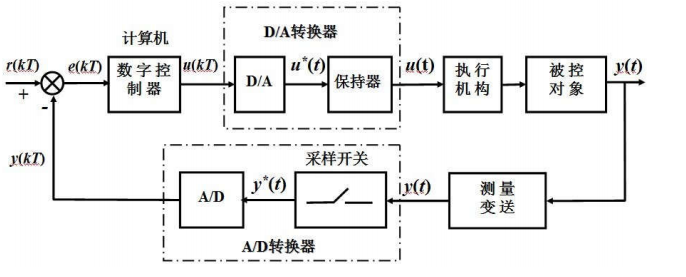 计算机
D/A转换器
r(kT)
+
-
e(kT)
数字控
制器
u(kT)
D/A
u*(t)
保持器
u(t)
执行
机构
被控
对象
y(t)
y(kT)
A/D
y*(t)
采样开关
y(t)
测量
变送
A/D转换器